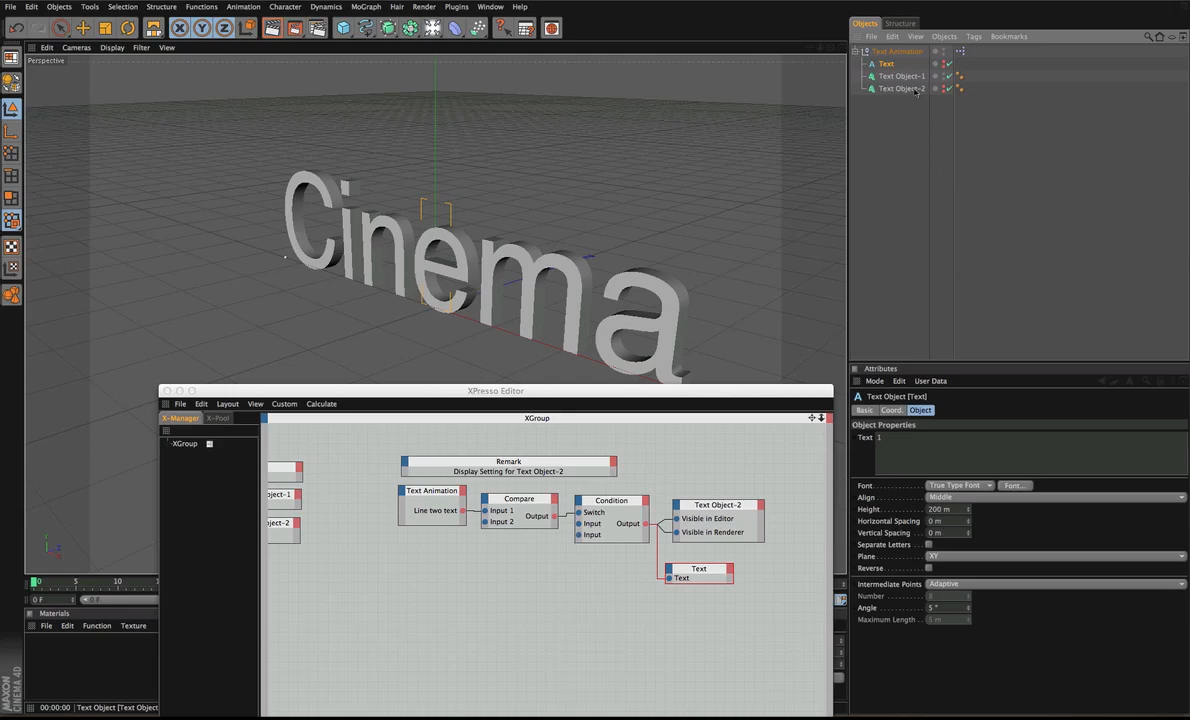 File Edit Objects Tools Selection Structure Functions Animation Character Dynamics MoGraph Hair Render Plugins Window Help
Objects Structure
File Edit View Objects Tags Bookmarks
Edit Cameras Display Filter View
Perspective
Text Animation
Text
Text Object-1
Text Object-2
Cinema
Attributes
Mode Edit User Data
Text Object [Text]
Basic Coord. Object
Object Properties
Text 1
Font True Type Font Font...
Align Middle
Height 200 m
Horizontal Spacing 0 m
Vertical Spacing 0 m
Separate Letters
Plane XY
Reverse
Intermediate Points Adaptive
Number 8
Angle 5 °
Maximum Length 5 m
XPresso Editor
File Edit Layout View Custom Calculate
X-Manager X-Pool
XGroup
XGroup
Remark
Display Setting for Text Object-2
ject-1
ject-2
Text Animation
Line two text
Compare
Input 1
Input 2
Output
Condition
Switch
Input
Input
Output
Text Object-2
Visible in Editor
Visible in Renderer
Text
Text
Y
0 5 10 15
0 F 0 F
Materials
File Edit Function Texture
00:00:00 Text Object [Text Object
MAXON
CINEMA 4D